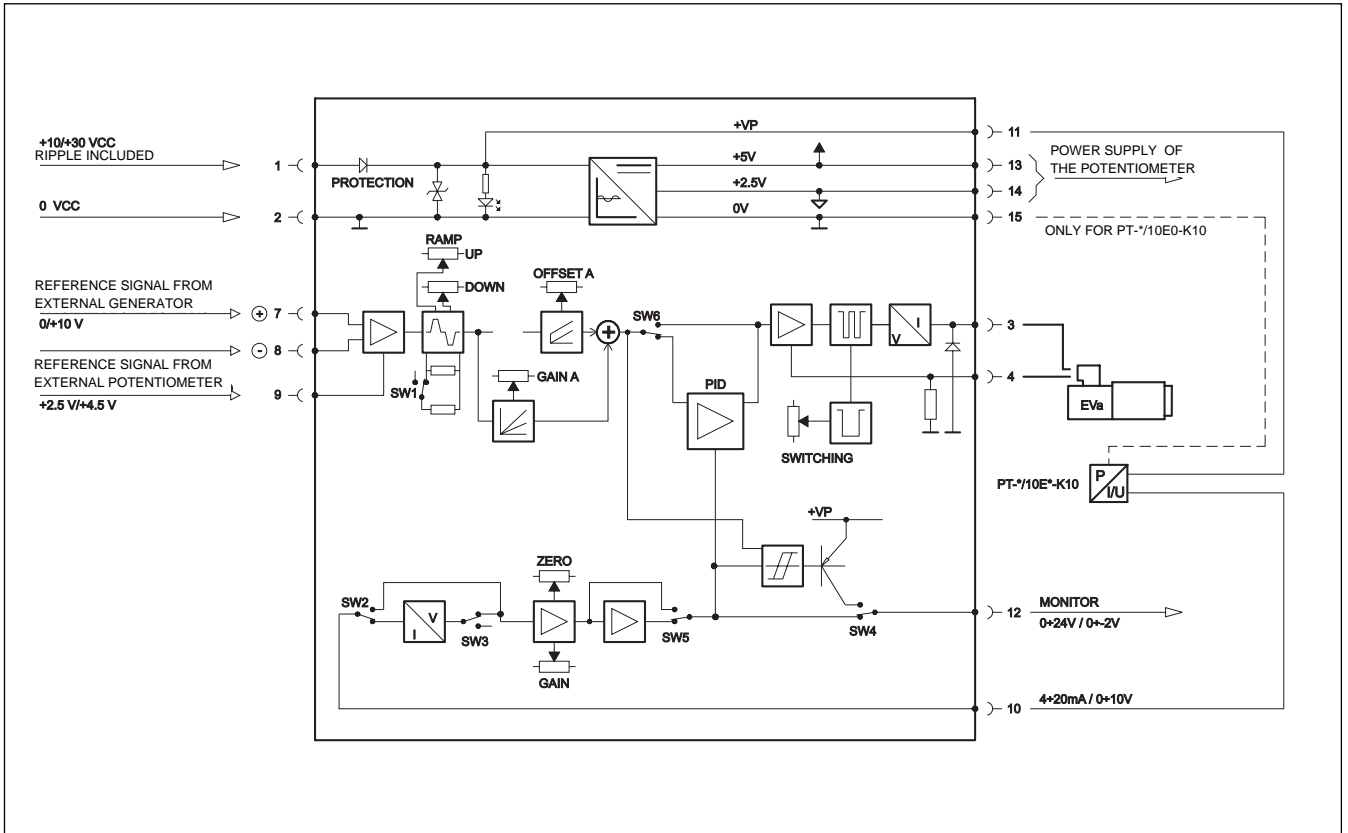 +10/+30 VCC
RIPPLE INCLUDED
1
PROTECTION
0 VCC
2
+VP
11
+5V
13
+2.5V
14
0V
15
POWER SUPPLY OF
THE POTENTIOMETER
ONLY FOR PT-*/10E0-K10
RAMP
UP
DOWN
REFERENCE SIGNAL FROM
EXTERNAL GENERATOR
0/+10 V
+ 7
- 8
REFERENCE SIGNAL FROM
EXTERNAL POTENTIOMETER
+2.5 V/+4.5 V
9
SW1
OFFSET A
+
GAIN A
SW6
PID
SWITCHING
I
V
3
4
EVa
PT-*/10E*-K10
P
I/U
+VP
ZERO
SW2
V
I
SW3
GAIN
SW5
SW4
12
MONITOR
0÷24V / 0÷-2V
10
4÷20mA / 0÷10V